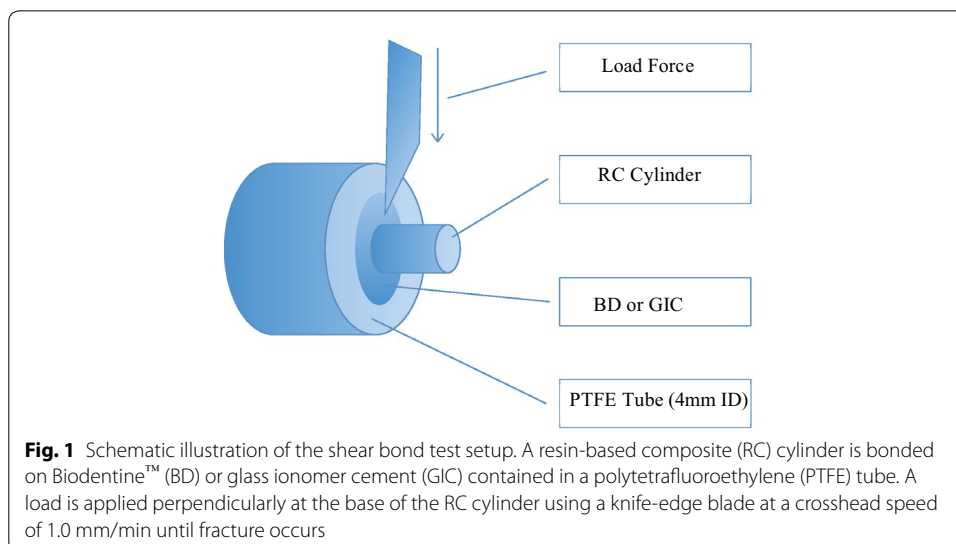 Load Force
RC Cylinder
BD or GIC
PTFE Tube (4mm ID)
Fig. 1 Schematic illustration of the shear bond test setup. A resin-based composite (RC) cylinder is bonded
on Biodentine™ (BD) or glass ionomer cement (GIC) contained in a polytetrafluoroethylene (PTFE) tube. A
load is applied perpendicularly at the base of the RC cylinder using a knife-edge blade at a crosshead speed
of 1.0 mm/min until fracture occurs